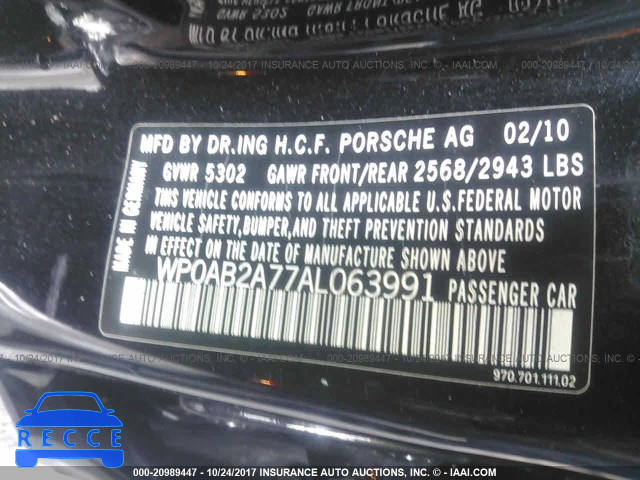 000-20989447 - 10/24/2017 INSURANCE AUTO AUCTIONS, INC. - © IAAI.COM
MFD BY DR.ING H.C.F. PORSCHE AG 02/10
GVWR 5302 GAWR FRONT/REAR 2568/2943 LBS
THIS VEHICLE CONFORMS TO ALL APPLICABLE U.S.FEDERAL MOTOR
VEHICLE SAFETY,BUMPER,AND THEFT PREVENTION STANDARDS
IN EFFECT ON THE DATE OF MANUFACTURE SHOWN ABOVE.
MADE IN GERMANY
WP0AB2A77AL063991 PASSENGER CAR
970.701.111.02
RECCE
000-20989447 - 10/24/2017 INSURANCE AUTO AUCTIONS, INC. - © IAAI.COM